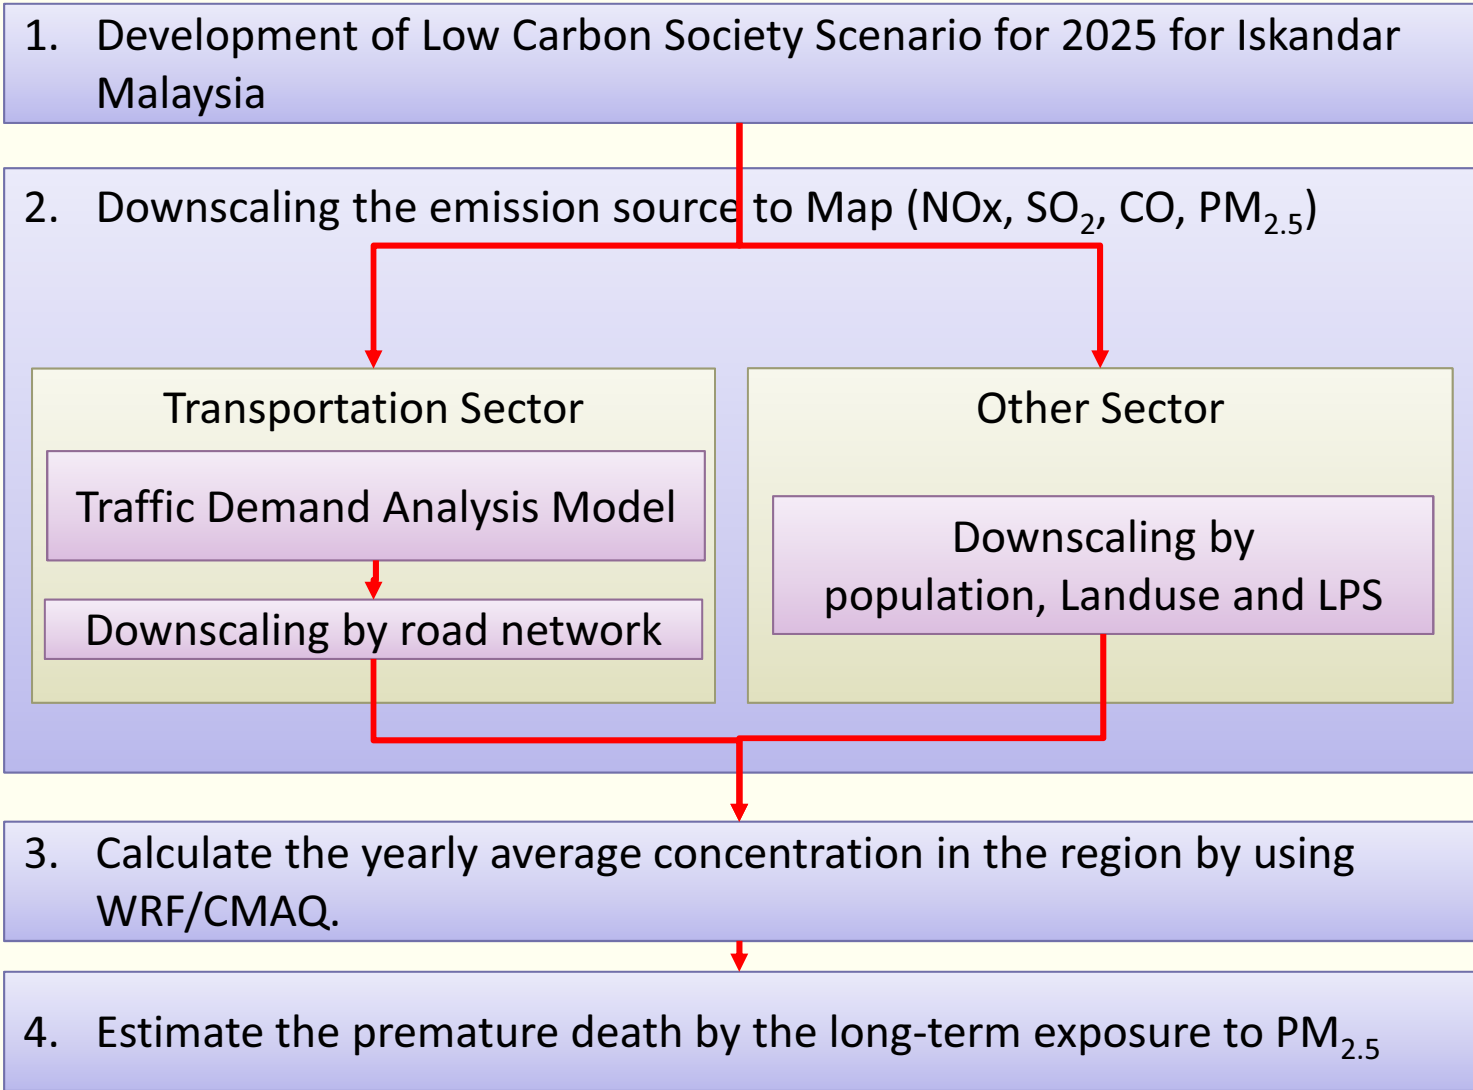 1. Development of Low Carbon Society Scenario for 2025 for Iskandar
Malaysia
2. Downscaling the emission source to Map (NOx, SO₂, CO, PM₂.₅)
Transportation Sector
Traffic Demand Analysis Model
Downscaling by road network
Other Sector
Downscaling by
population, Landuse and LPS
3. Calculate the yearly average concentration in the region by using
WRF/CMAQ.
4. Estimate the premature death by the long-term exposure to PM₂.₅